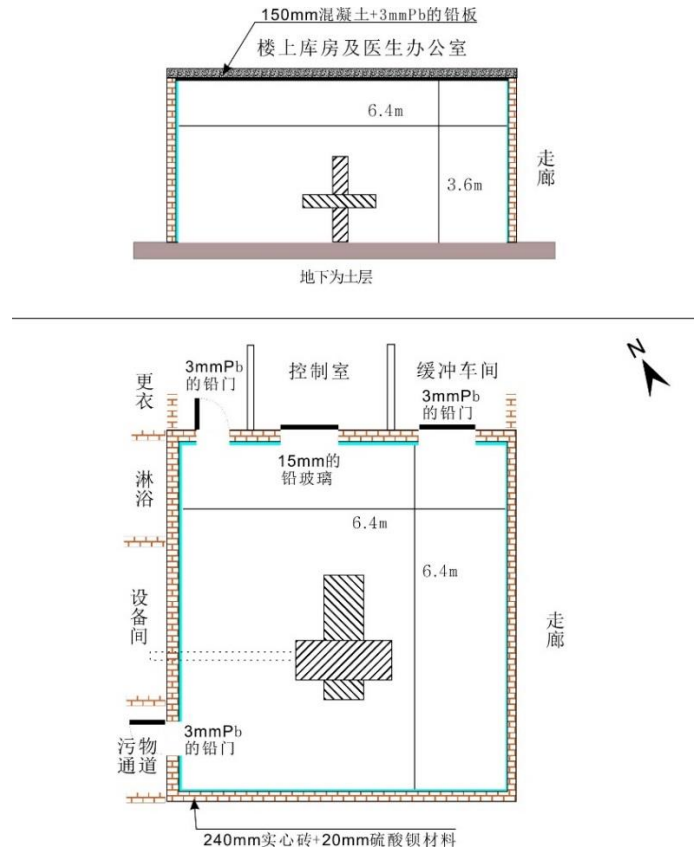 150mm混凝土+3mmPb的铅板
楼上库房及医生办公室
6.4m
3.6m
走廊
地下为土层
N
更衣
3mmPb
的铅门
控制室
缓冲车间
3mmPb
的铅门
淋浴
15mm的
铅玻璃
6.4m
6.4m
设备间
走廊
污物
通道
3mmPb
的铅门
240mm实心砖+20mm硫酸钡材料